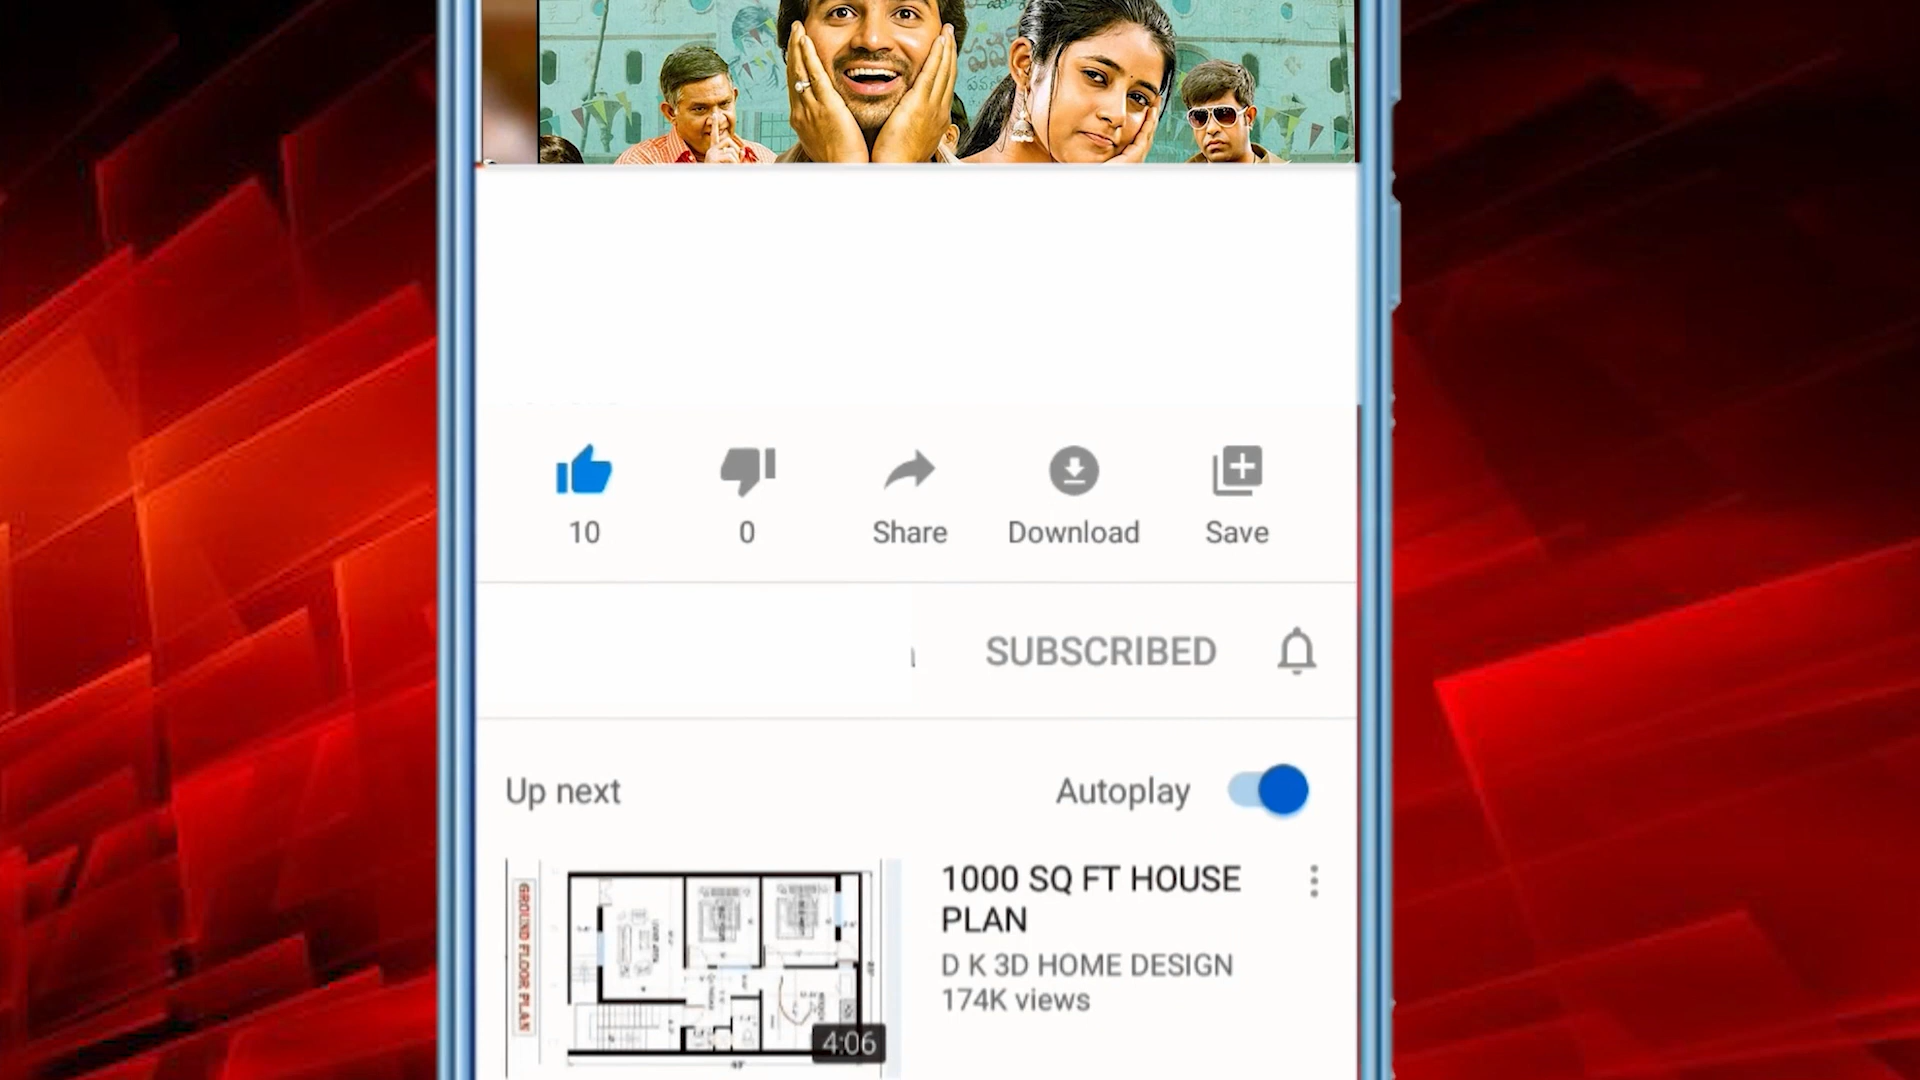 10
0
Share
Download
Save
SUBSCRIBED
Up next
Autoplay
1000 SQ FT HOUSE
PLAN
D K 3D HOME DESIGN
174K views
GROUND FLOOR PLAN
4:06